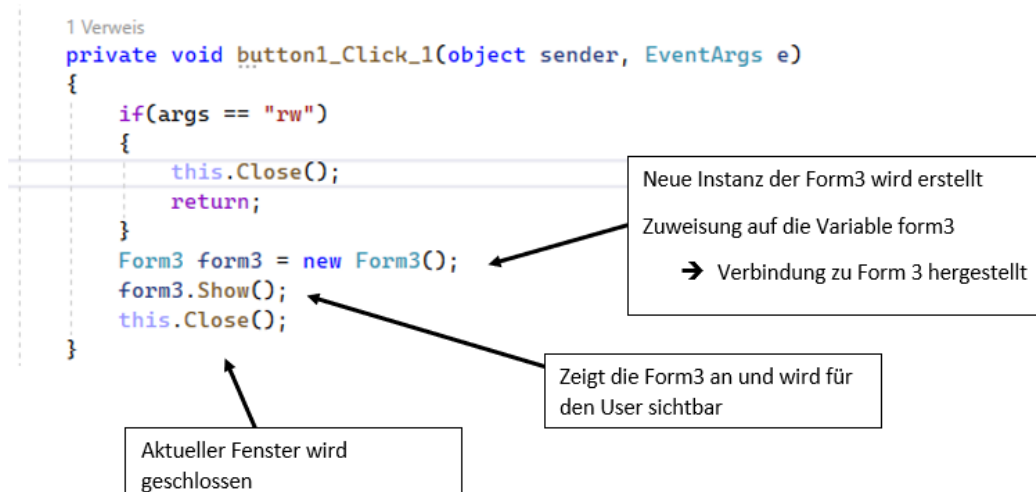 1 Verweis
private void button1_Click_1(object sender, EventArgs e)
{
if(args == "rw")
{
this.Close();
return;
}
Form3 form3 = new Form3();
form3.Show();
this.Close();
}
Neue Instanz der Form3 wird erstellt
Zuweisung auf die Variable form3
➔ Verbindung zu Form 3 hergestellt
Zeigt die Form3 an und wird für
den User sichtbar
Aktueller Fenster wird
geschlossen